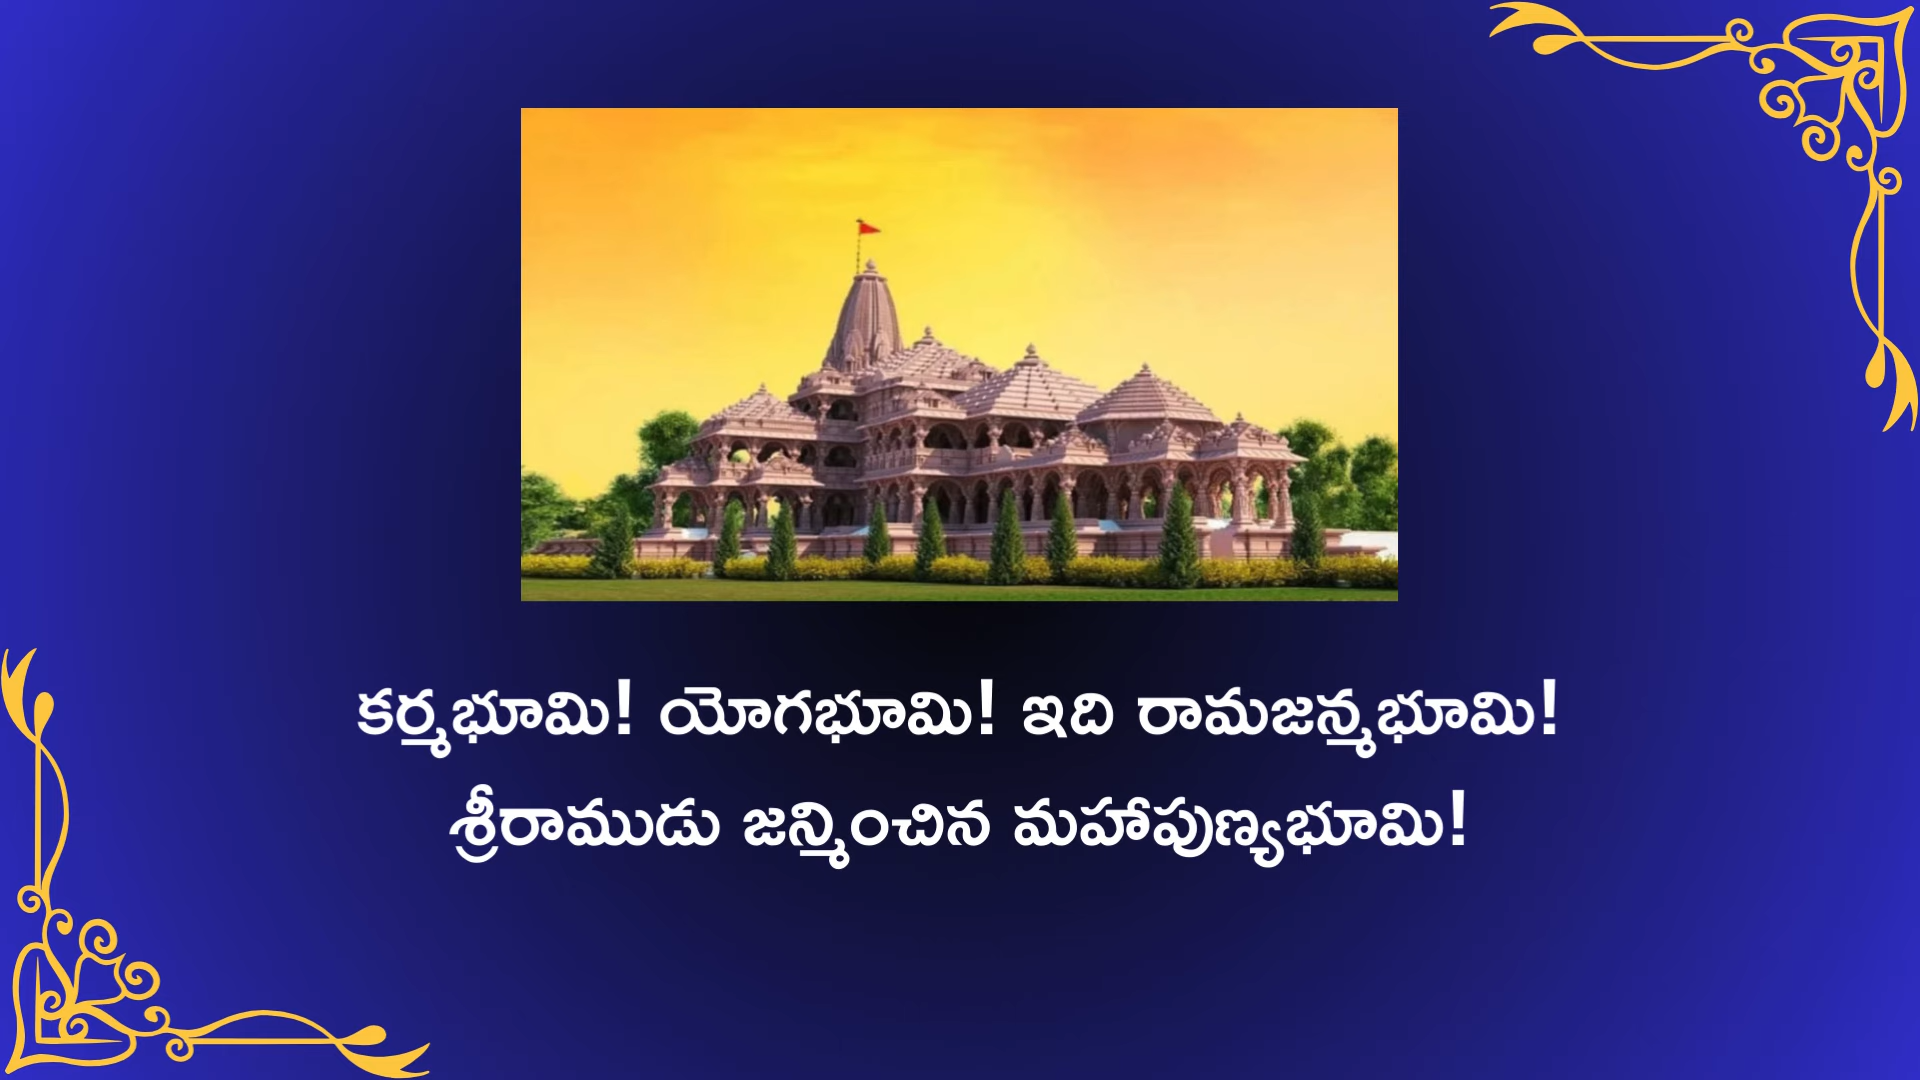 కర్మభూమి! యోగభూమి! ఇది రామజన్మభూమి!
శ్రీరాముడు జన్మించిన మహాపుణ్యభూమి!